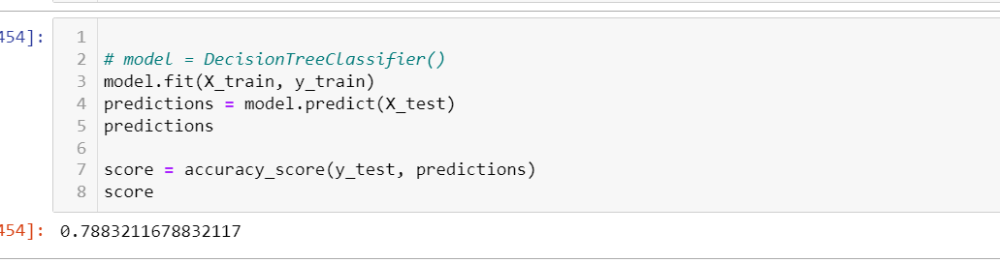 454]:
1
2 # model = DecisionTreeClassifier()
3 model.fit(X_train, y_train)
4 predictions = model.predict(X_test)
5 predictions
6
7 score = accuracy_score(y_test, predictions)
8 score
454]: 0.7883211678832117